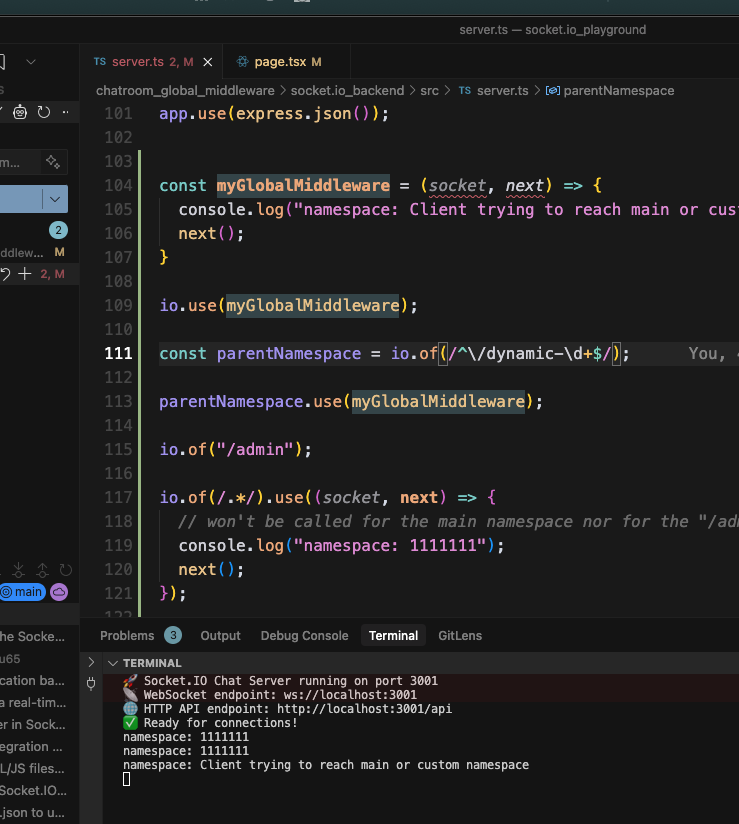 server.ts — socket.io_playground
TS server.ts 2, M × page.tsx M
chatroom_global_middleware > socket.io_backend > src > TS server.ts > parentNamespace
S
m...
2
ddlew... M
2, M
101 app.use(express.json());
102
103
104 const myGlobalMiddleware = (socket, next) => {
105 console.log("namespace: Client trying to reach main or cus
106 next();
107 }
108
109 io.use(myGlobalMiddleware);
110
111 const parentNamespace = io.of(/^\/dynamic-\d+$/); You,
112
113 parentNamespace.use(myGlobalMiddleware);
114
115 io.of("/admin");
116
117 io.of(/.*/).use((socket, next) => {
118 // won't be called for the main namespace nor for the "/ad
119 console.log("namespace: 1111111");
120 next();
121 });
122
main
he Socke...
u65
cation ba...
a real-tim...
er in Sock...
egration ...
L/JS files...
Socket.IO...
.json to u...
Problems 3 Output Debug Console Terminal GitLens
TERMINAL
🚀 Socket.IO Chat Server running on port 3001
📡 WebSocket endpoint: ws://localhost:3001
🌐 HTTP API endpoint: http://localhost:3001/api
✅ Ready for connections!
namespace: 1111111
namespace: 1111111
namespace: Client trying to reach main or custom namespace